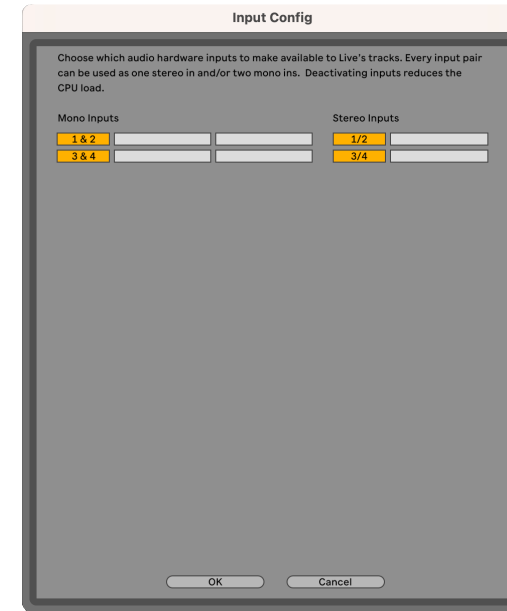 Input Config
Choose which audio hardware inputs to make available to Live's tracks. Every input pair
can be used as one stereo in and/or two mono ins.  Deactivating inputs reduces the
CPU load.
Mono Inputs
Stereo Inputs
1 & 2
1/2
3 & 4
3/4
OK
Cancel